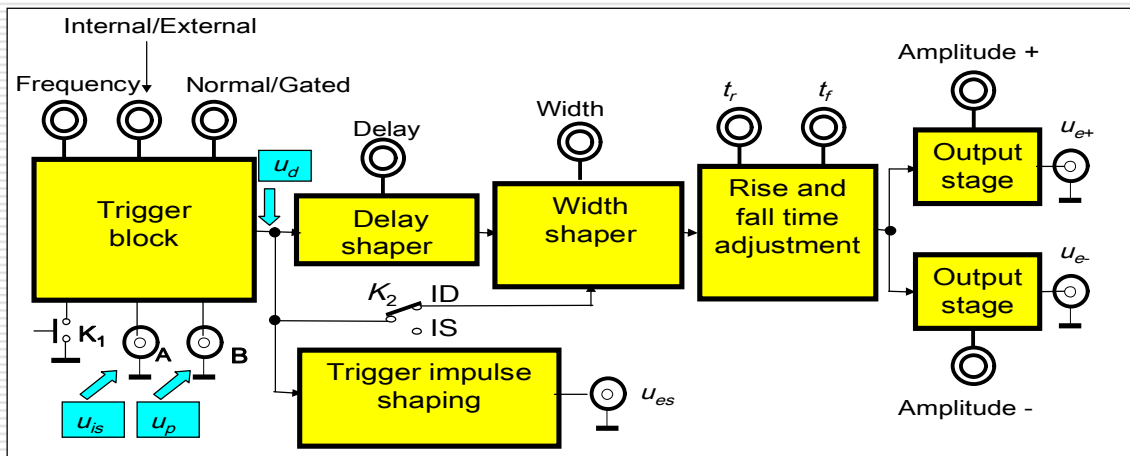 Internal/External
Frequency
Normal/Gated
Delay
Width
t_r
t_f
Amplitude +
u_d
u_e+
Trigger
block
Delay
shaper
Width
shaper
Rise and
fall time
adjustment
Output
stage
K_2
ID
IS
Output
stage
u_e-
K_1
A
B
Trigger impulse
shaping
u_es
u_is
u_p
Amplitude -